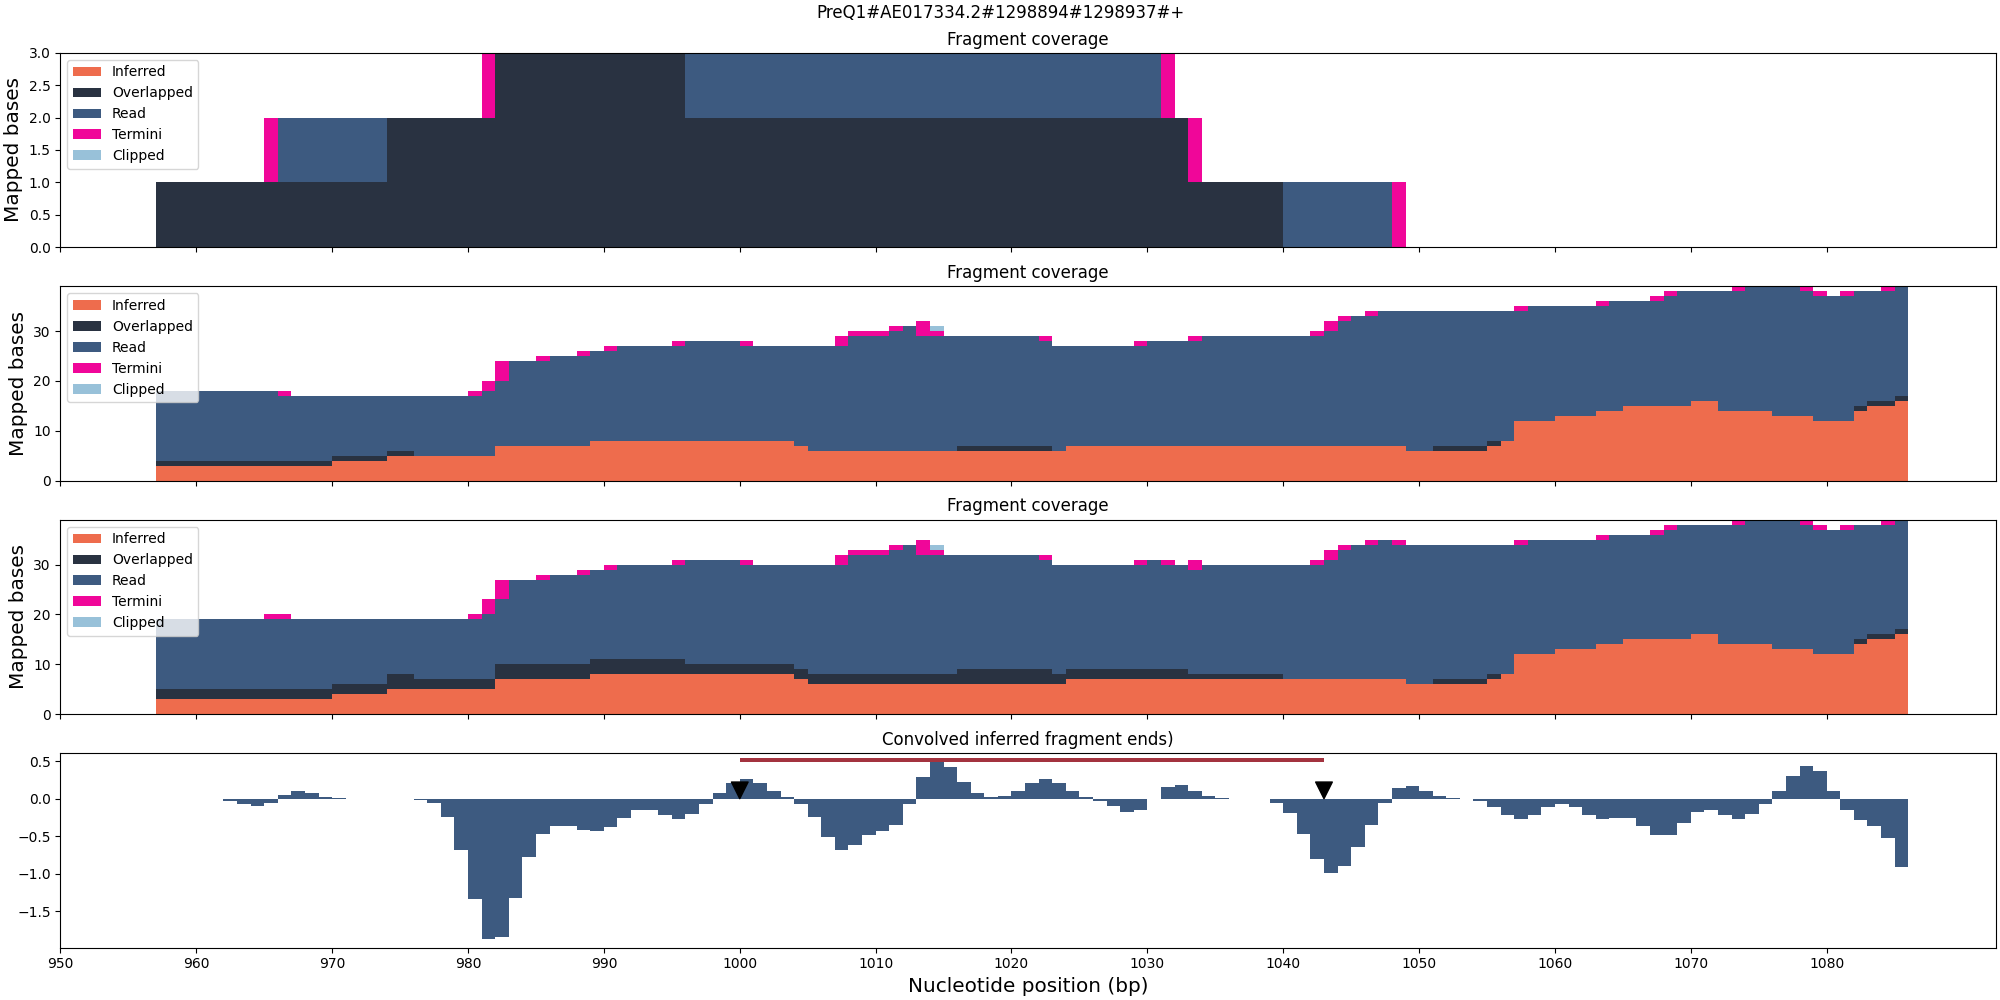 PreQ1#AE017334.2#1298894#1298937#+
Fragment coverage
Mapped bases
3.0
2.5
2.0
1.5
1.0
0.5
0.0
Inferred
Overlapped
Read
Termini
Clipped
Fragment coverage
Mapped bases
30
20
10
0
Inferred
Overlapped
Read
Termini
Clipped
Fragment coverage
Mapped bases
30
20
10
0
Inferred
Overlapped
Read
Termini
Clipped
Convolved inferred fragment ends)
0.5
0.0
−0.5
−1.0
−1.5
950 960 970 980 990 1000 1010 1020 1030 1040 1050 1060 1070 1080
Nucleotide position (bp)